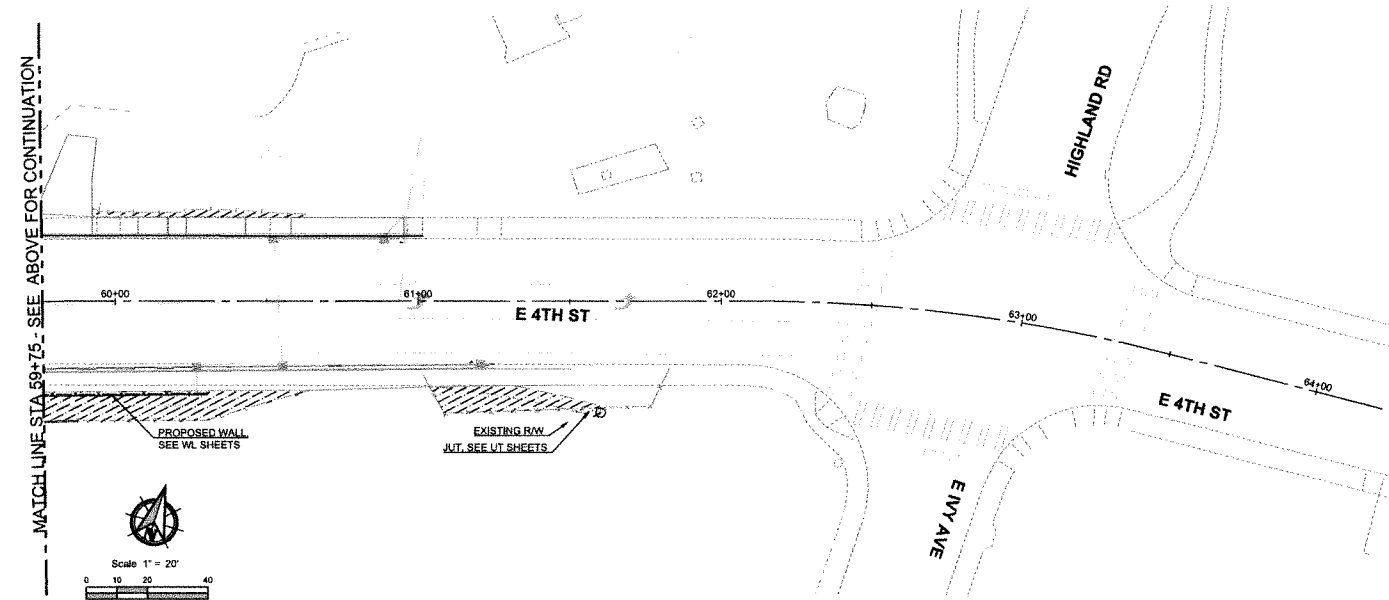 MATCH LINE STA 59+75 - SEE ABOVE FOR CONTINUATION
HIGHLAND RD
60+00
61+00
62+00
63+00
64+00
E 4TH ST
E 4TH ST
PROPOSED WALL
SEE WL SHEETS
EXISTING R/W
JUT, SEE UT SHEETS
E IVY AVE
Scale 1" = 20'
0 10 20 40